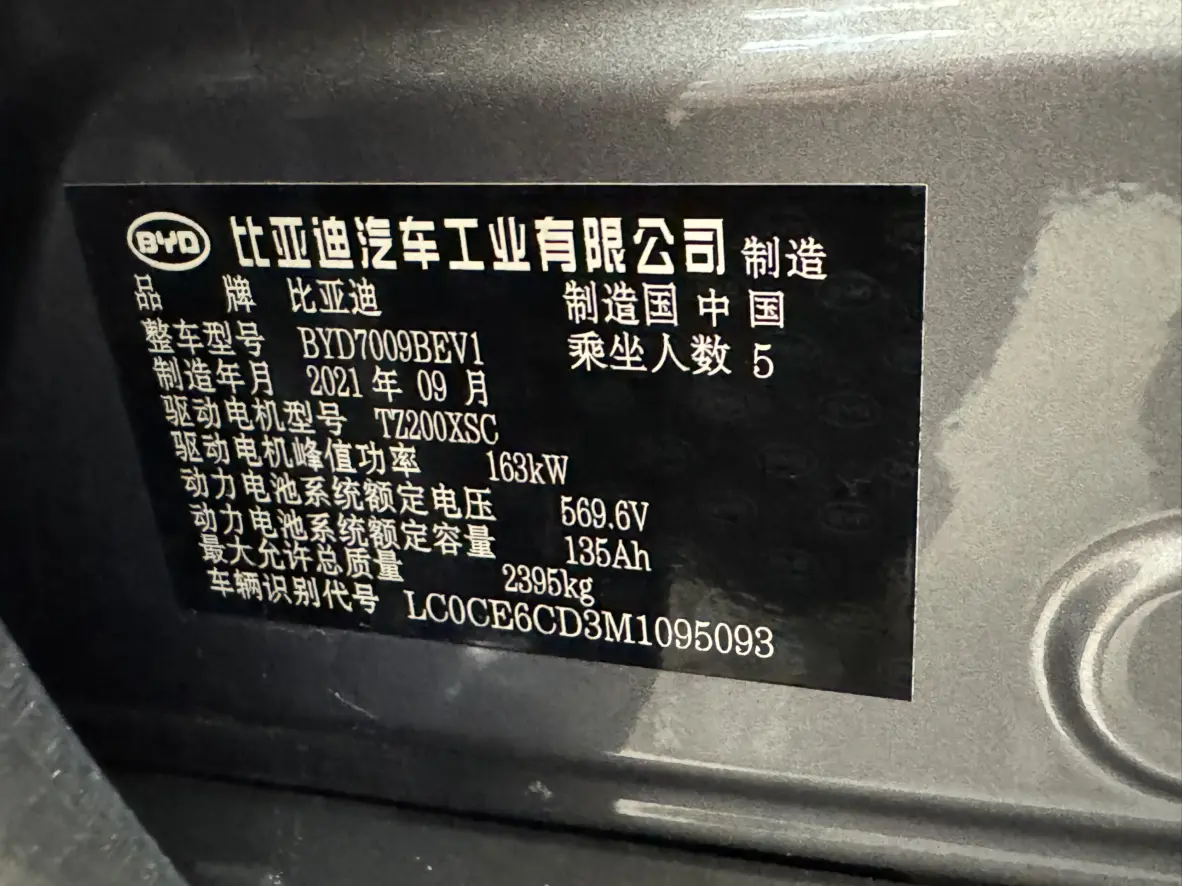 BYD 比亚迪汽车工业有限公司 制造
品 牌 比亚迪 制造国 中国
整车型号 BYD7009BEV1 乘坐人数 5
制造年月 2021 年 09 月
驱动电机型号 TZ200XSC
驱动电机峰值功率 163kW
动力电池系统额定电压 569.6V
动力电池系统额定容量 135Ah
最大允许总质量 2395kg
车辆识别代号 LC0CE6CD3M1095093